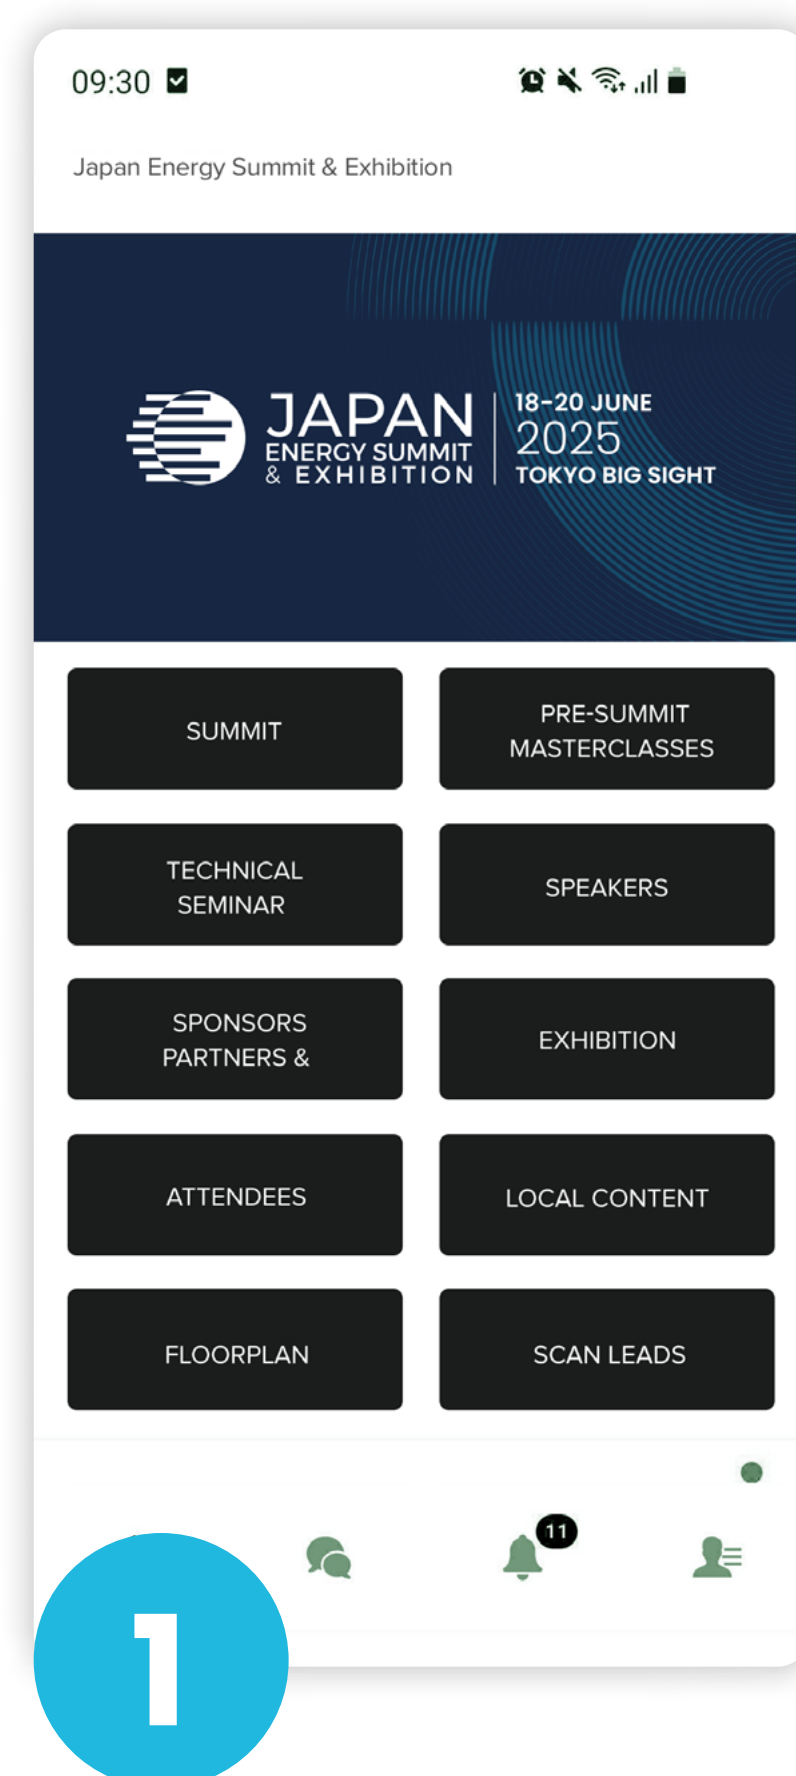 09:30
Japan Energy Summit & Exhibition
JAPAN
ENERGY SUMMIT
& EXHIBITION
18-20 JUNE
2025
TOKYO BIG SIGHT
SUMMIT
PRE-SUMMIT
MASTERCLASSES
TECHNICAL
SEMINAR
SPEAKERS
SPONSORS
PARTNERS &
EXHIBITION
ATTENDEES
LOCAL CONTENT
FLOORPLAN
SCAN LEADS
11
1